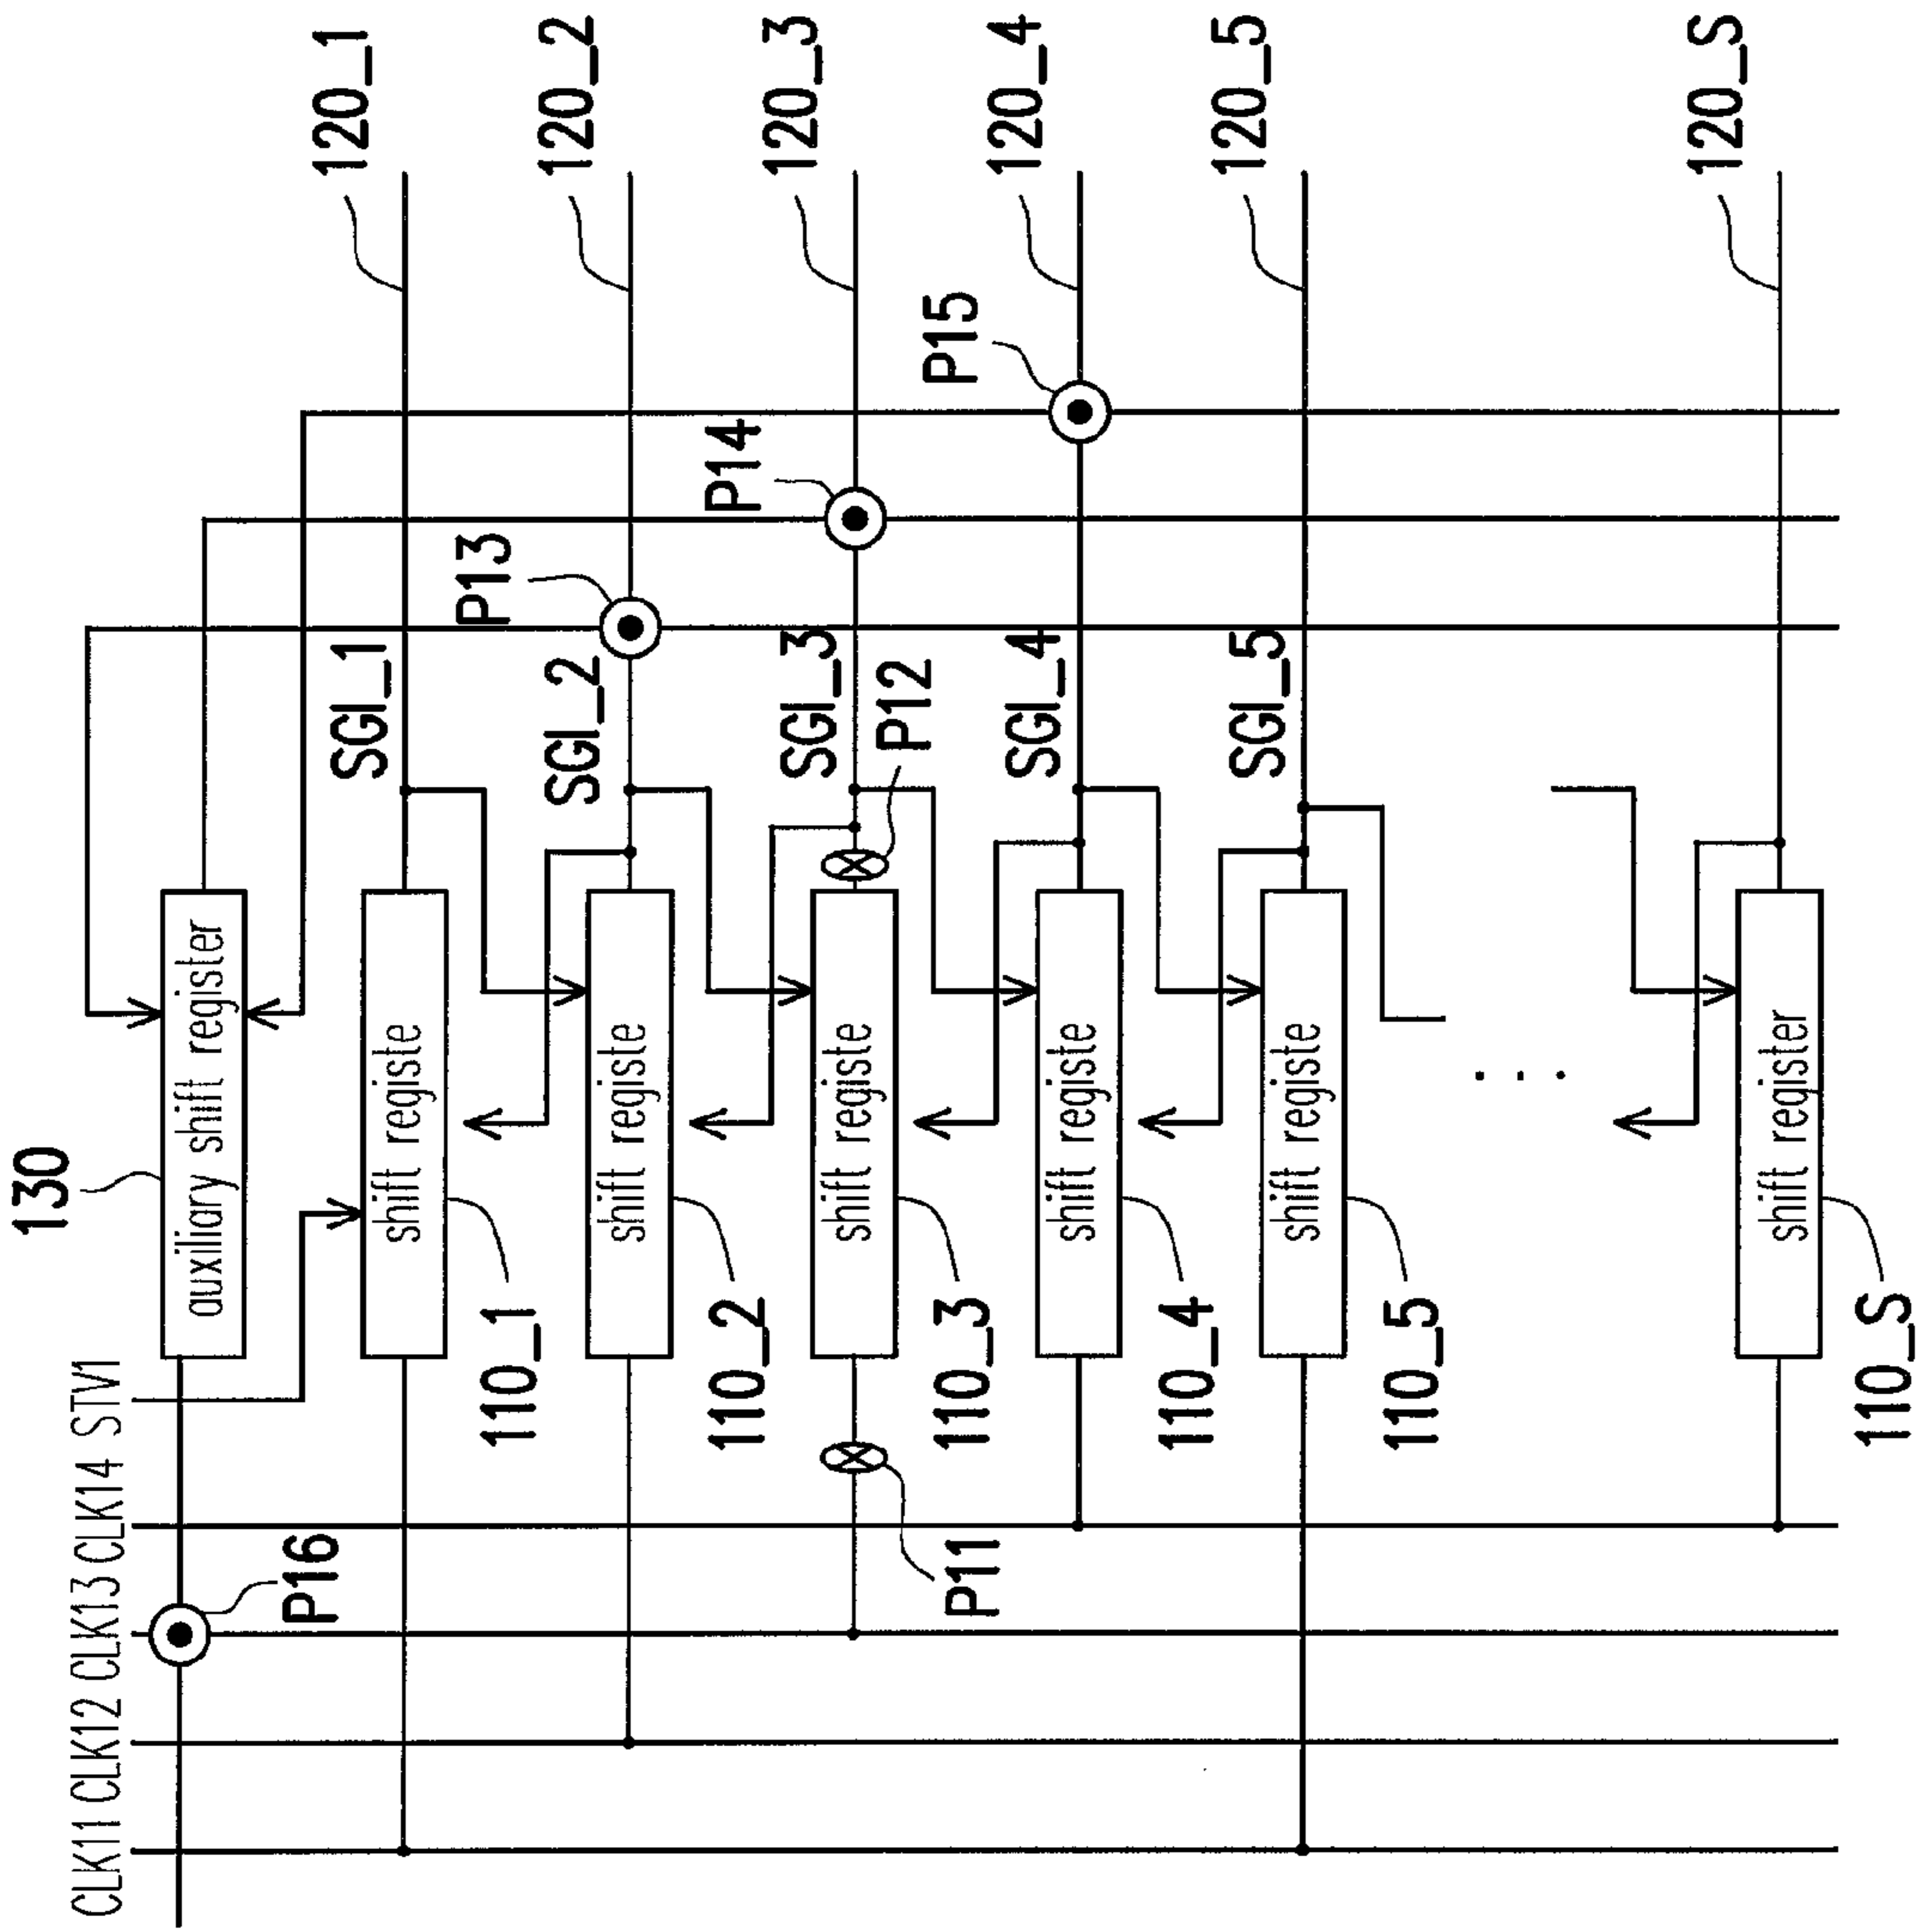 130
auxiliary shift register
CLK11 CLK12 CLK13 CLK14 STV1
P16
shift registe
110_1
SGI_1
120_1
shift registe
110_2
SGI_2
P13
120_2
shift registe
110_3
P11
P12
SGI_3
P14
120_3
shift registe
110_4
SGI_4
P15
120_4
shift registe
110_5
SGI_5
120_5
. . .
shift register
110_S
120_S